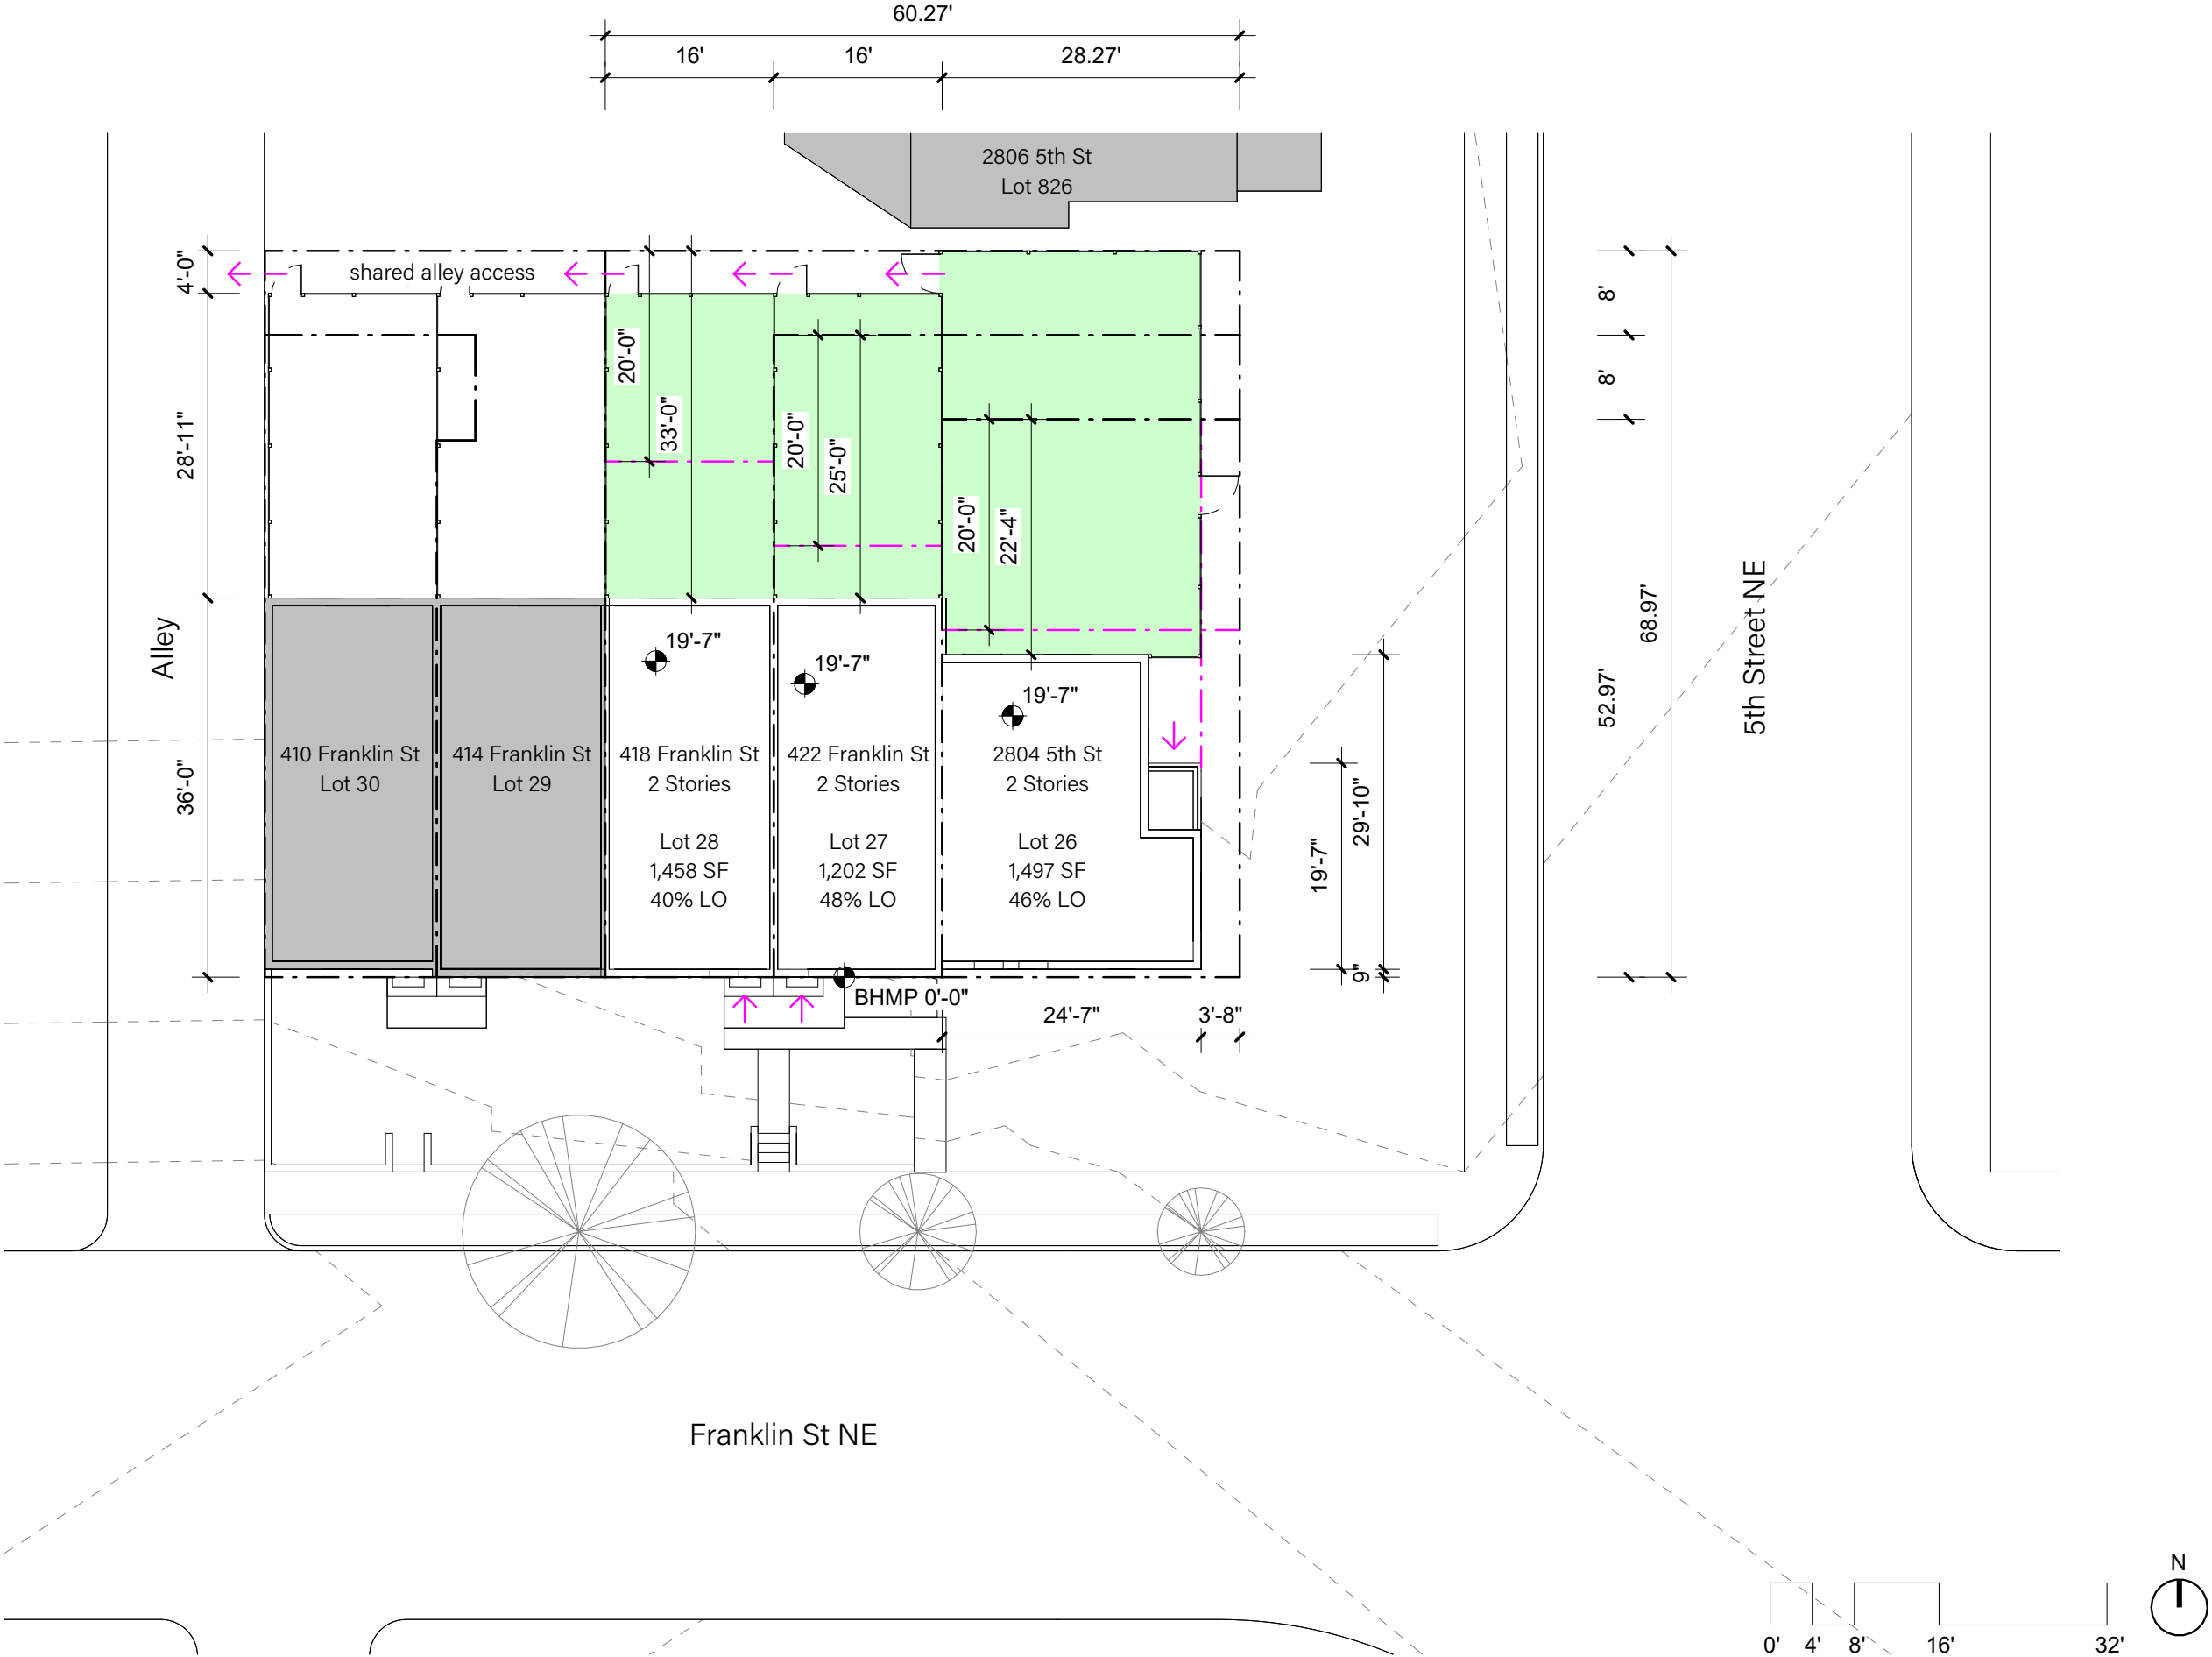 60.27'
16'
16'
28.27'
2806 5th St
Lot 826
4'-0"
shared alley access
8'
20'-0"
8'
33'-0"
28'-11"
20'-0"
25'-0"
20'-0"
22'-4"
68.97'
5th Street NE
Alley
19'-7"
19'-7"
19'-7"
52.97'
410 Franklin St
Lot 30
414 Franklin St
Lot 29
418 Franklin St
2 Stories
Lot 28
1,458 SF
40% LO
422 Franklin St
2 Stories
Lot 27
1,202 SF
48% LO
2804 5th St
2 Stories
Lot 26
1,497 SF
46% LO
36'-0"
29'-10"
19'-7"
9"
BHMP 0'-0"
24'-7"
3'-8"
Franklin St NE
N
0'
4'
8'
16'
32'